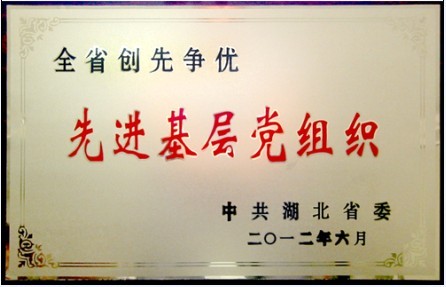 全省创先争优
先进基层党组织
中共湖北省委
二〇一二年六月